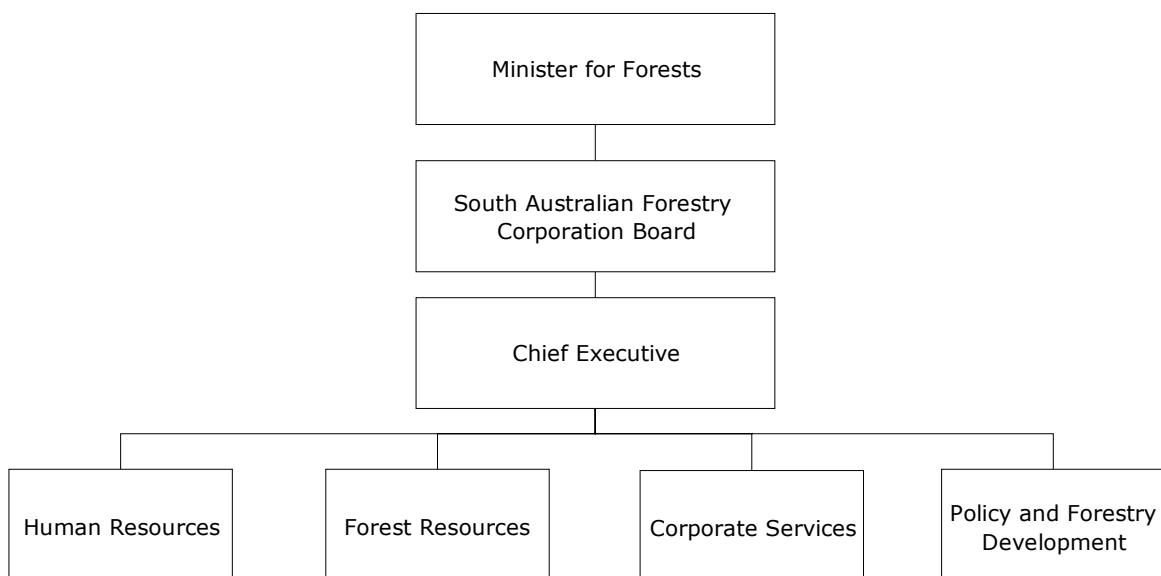 Minister for Forests
South Australian Forestry
Corporation Board
Chief Executive
Human Resources
Forest Resources
Corporate Services
Policy and Forestry
Development